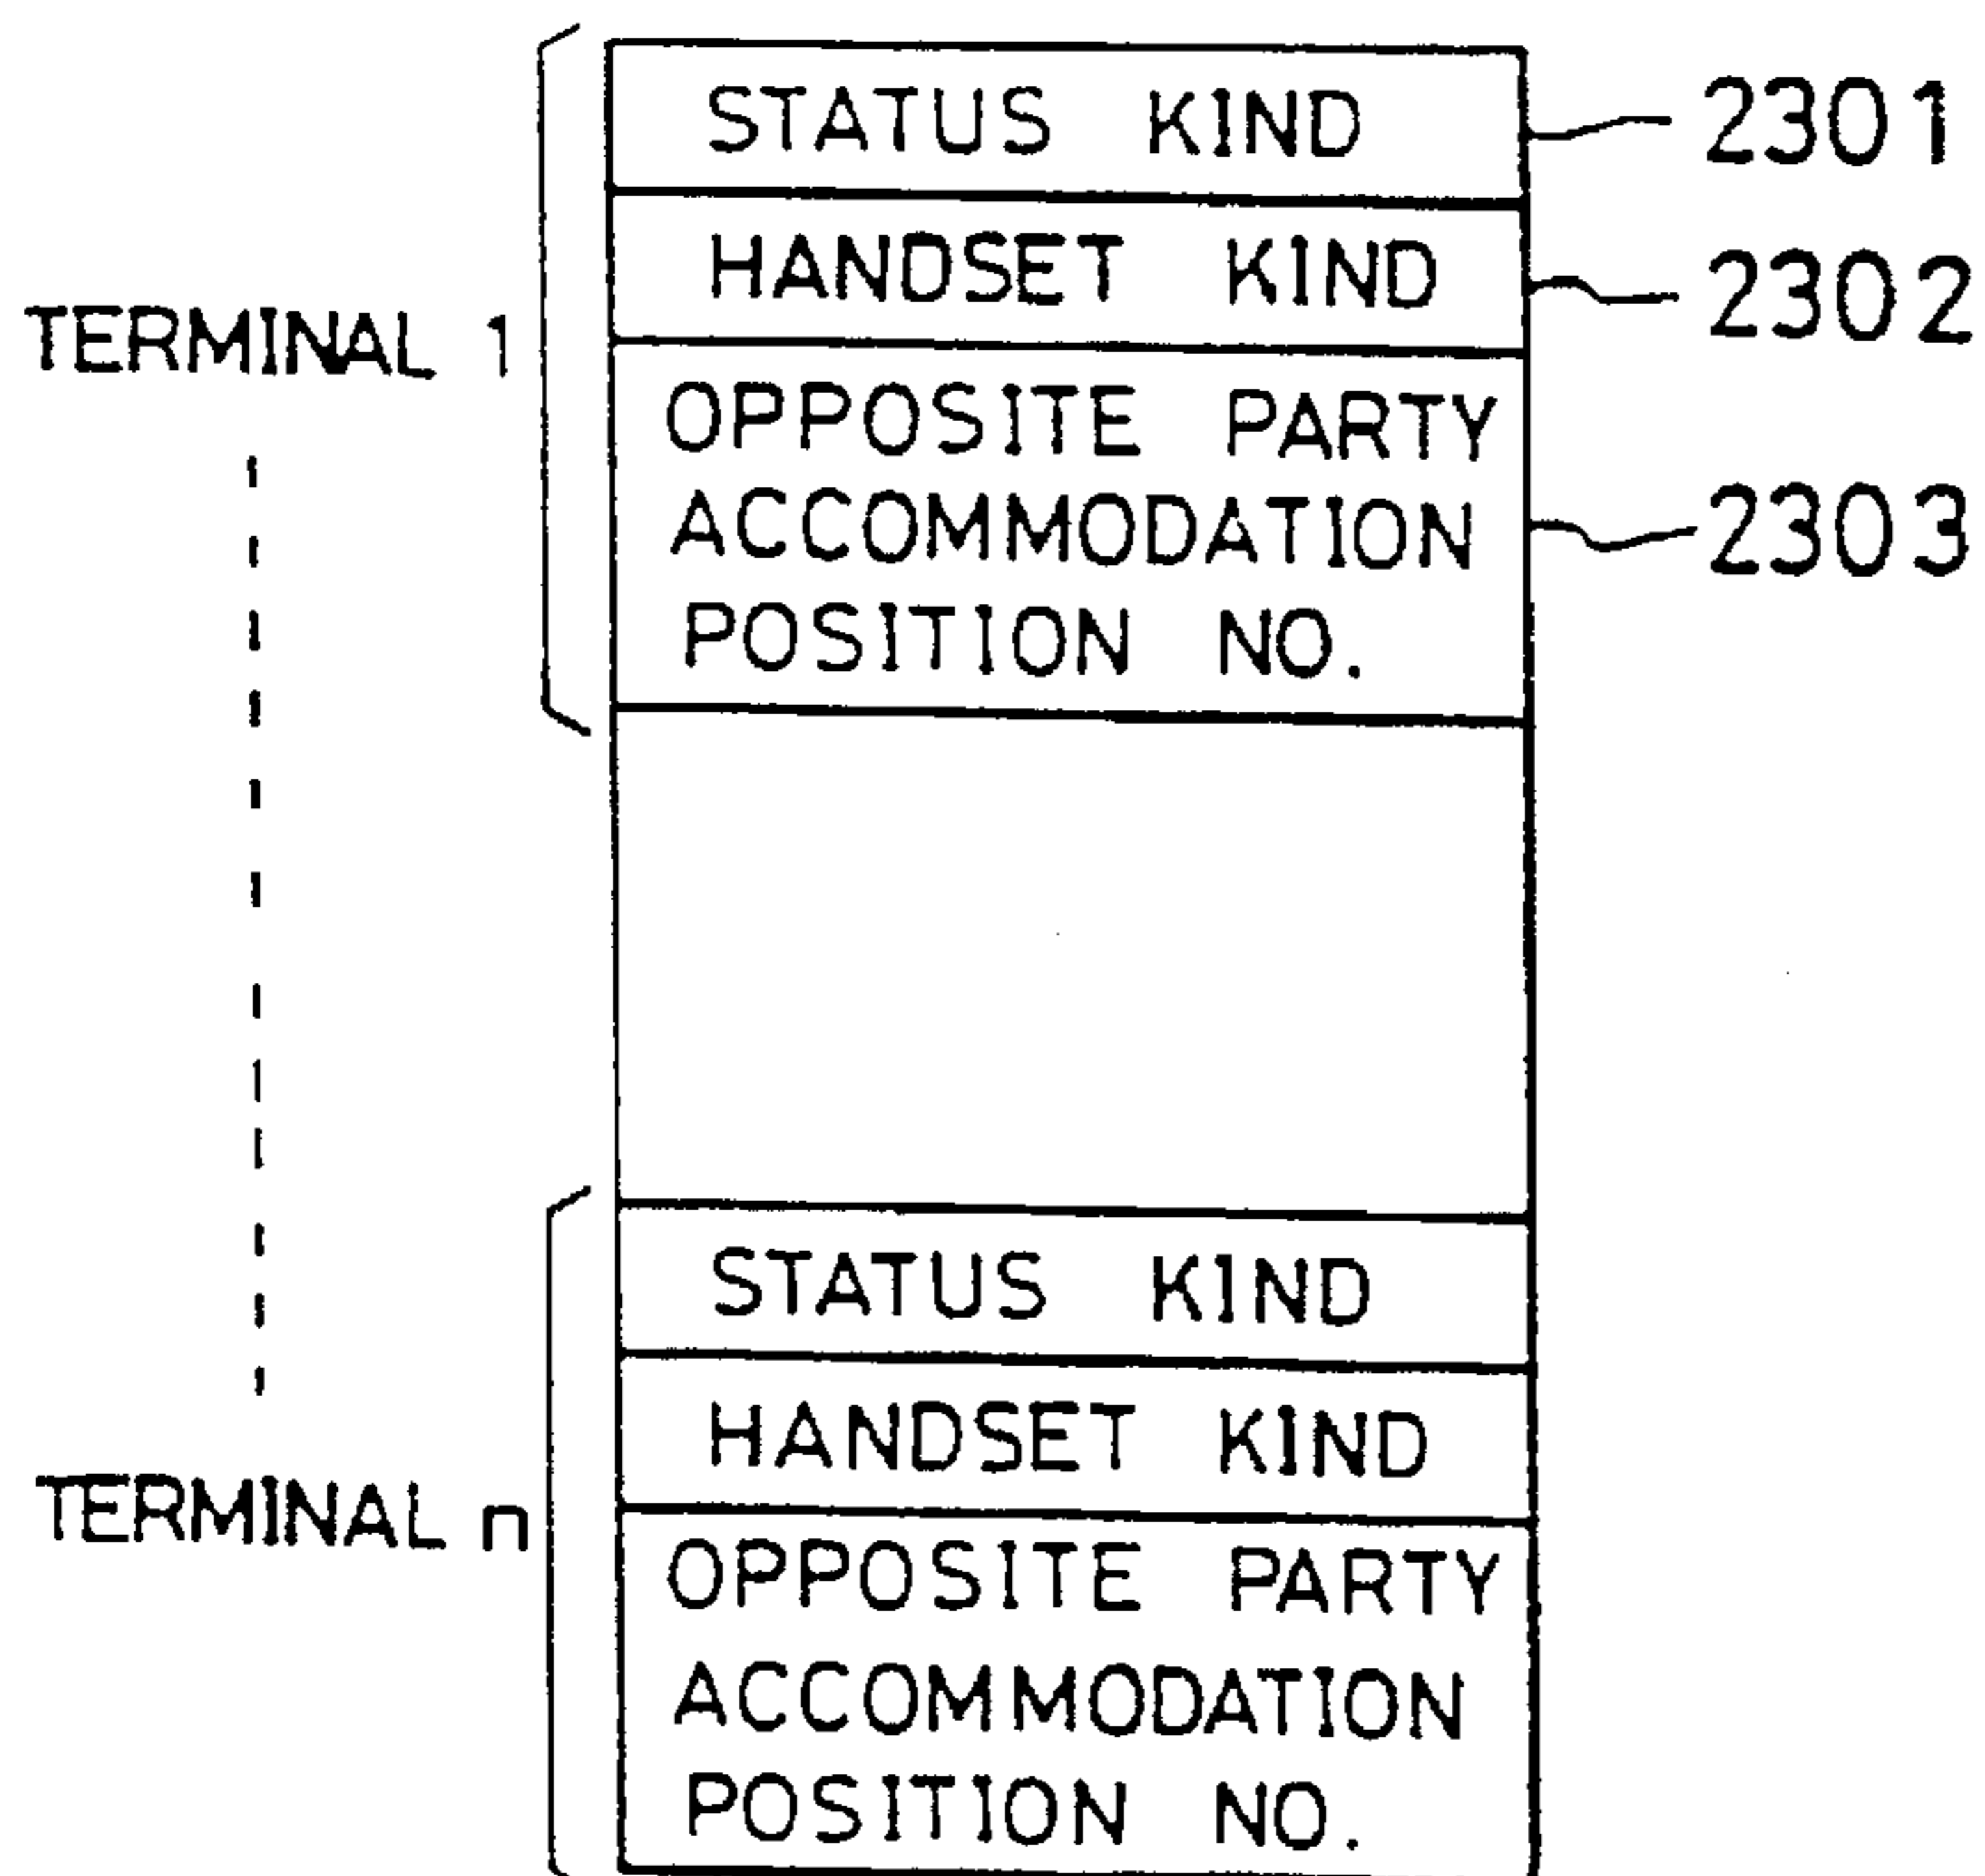 STATUS KIND 2301
HANDSET KIND 2302
TERMINAL 1
OPPOSITE PARTY
ACCOMMODATION 2303
POSITION NO.
STATUS KIND
HANDSET KIND
TERMINAL n
OPPOSITE PARTY
ACCOMMODATION
POSITION NO.